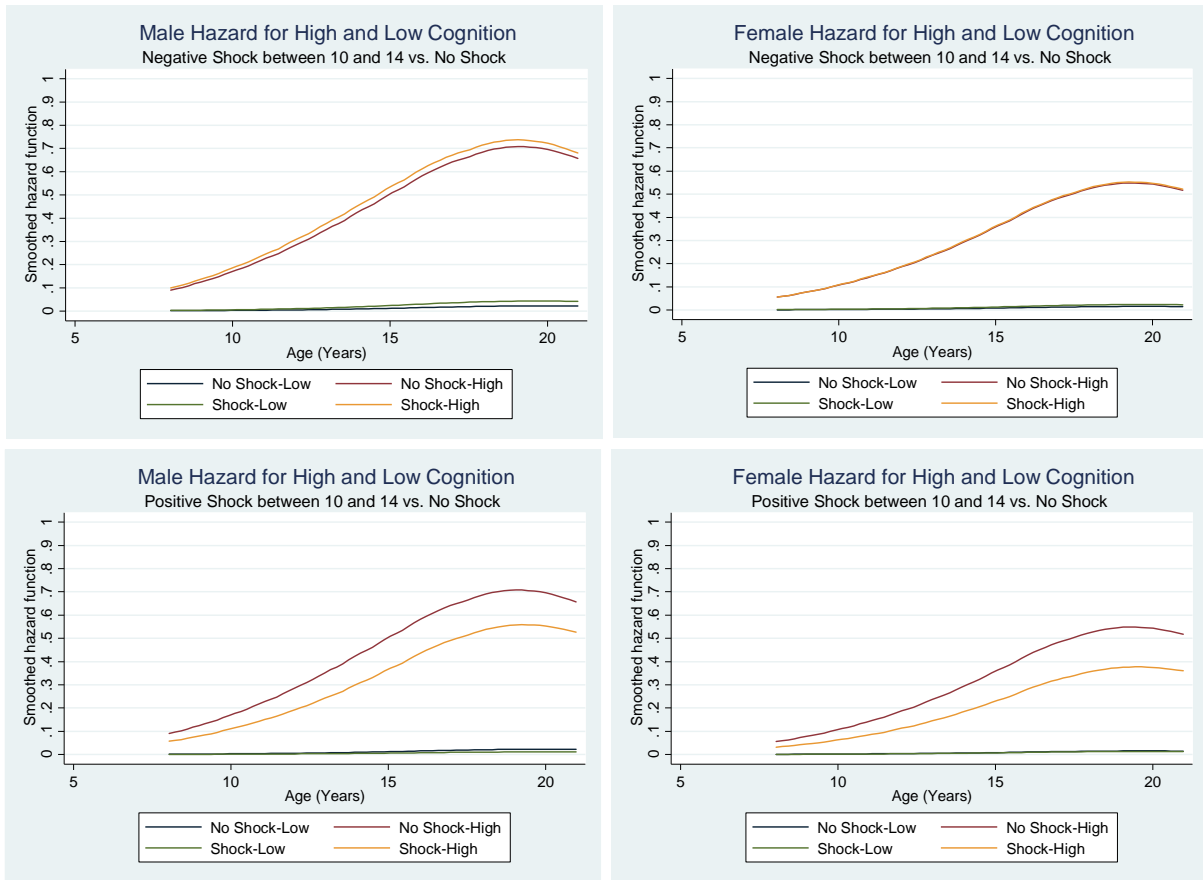 Male Hazard for High and Low Cognition
Negative Shock between 10 and 14 vs. No Shock
Smoothed hazard function
1
.9
.8
.7
.6
.5
.4
.3
.2
.1
0
5 10 15 20
Age (Years)
No Shock-Low No Shock-High
Shock-Low Shock-High
Female Hazard for High and Low Cognition
Negative Shock between 10 and 14 vs. No Shock
Smoothed hazard function
1
.9
.8
.7
.6
.5
.4
.3
.2
.1
0
5 10 15 20
Age (Years)
No Shock-Low No Shock-High
Shock-Low Shock-High
Male Hazard for High and Low Cognition
Positive Shock between 10 and 14 vs. No Shock
Smoothed hazard function
1
.9
.8
.7
.6
.5
.4
.3
.2
.1
0
5 10 15 20
Age (Years)
No Shock-Low No Shock-High
Shock-Low Shock-High
Female Hazard for High and Low Cognition
Positive Shock between 10 and 14 vs. No Shock
Smoothed hazard function
1
.9
.8
.7
.6
.5
.4
.3
.2
.1
0
5 10 15 20
Age (Years)
No Shock-Low No Shock-High
Shock-Low Shock-High